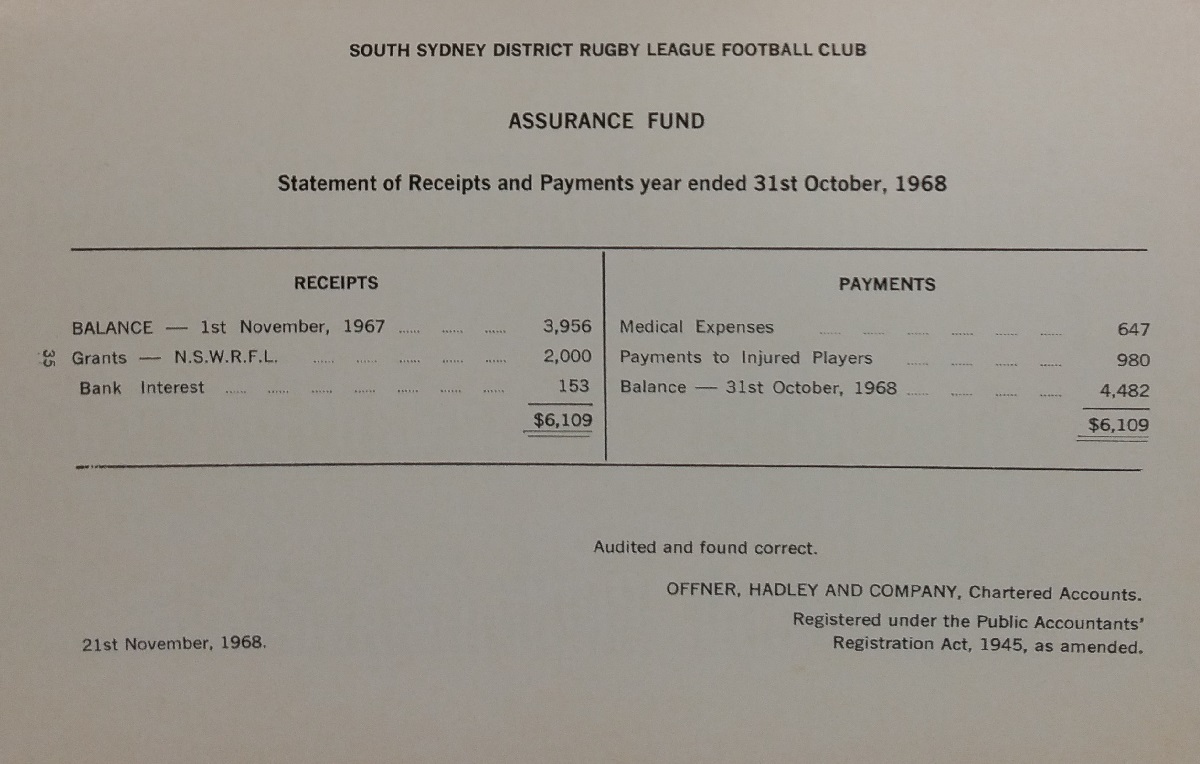 SOUTH SYDNEY DISTRICT RUGBY LEAGUE FOOTBALL CLUB
ASSURANCE FUND
Statement of Receipts and Payments year ended 31st October, 1968
RECEIPTS
BALANCE — 1st November, 1967 ...... ...... ...... 3,956
Grants — N.S.W.R.F.L. ...... ...... ...... ...... ...... 2,000
Bank Interest ...... ...... ...... ...... ...... ...... ...... 153
$6,109
PAYMENTS
Medical Expenses ...... ...... ...... ...... ...... ...... 647
Payments to Injured Players ...... ...... ...... ...... 980
Balance — 31st October, 1968 ...... ...... ...... ...... 4,482
$6,109
35
Audited and found correct.
OFFNER, HADLEY AND COMPANY, Chartered Accounts.
Registered under the Public Accountants'
Registration Act, 1945, as amended.
21st November, 1968.